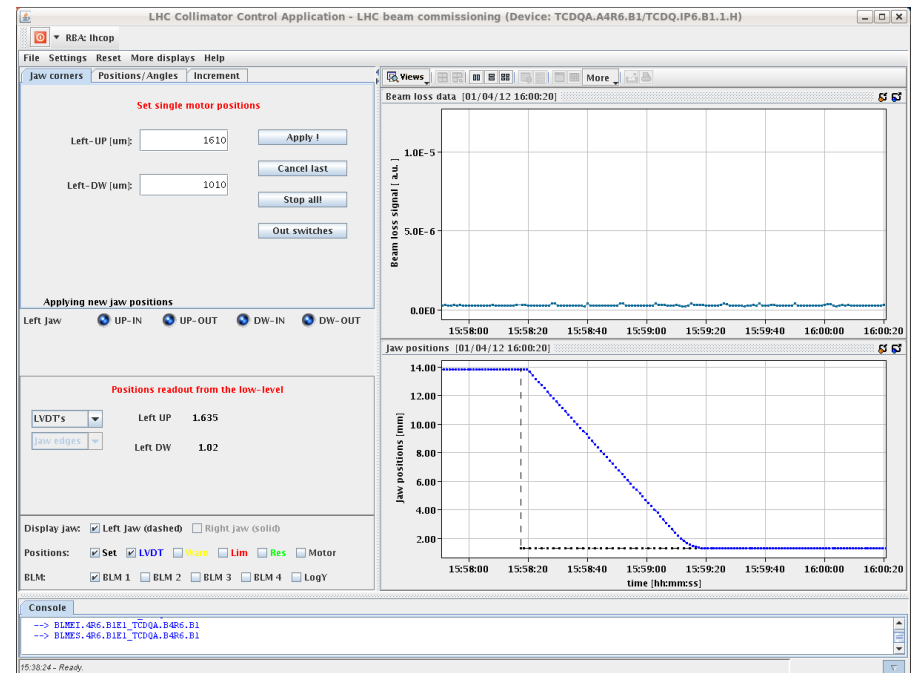 LHC Collimator Control Application - LHC beam commissioning (Device: TCDQA.A4R6.B1/TCDQ.IP6.B1.1.H)
RBA: lhcop
File Settings Reset More displays Help
Jaw corners Positions/Angles Increment
Set single motor positions
Left-UP [um]: 1610 Apply !
Cancel last
Left-DW [um]: 1010
Stop all!
Out switches
Applying new jaw positions
Left Jaw UP-IN UP-OUT DW-IN DW-OUT
Positions readout from the low-level
LVDT's Left UP 1.635
Jaw edges Left DW 1.02
Display jaw: Left Jaw (dashed) Right jaw (solid)
Positions: Set LVDT Lim Res Motor
BLM: BLM 1 BLM 2 BLM 3 BLM 4 LogY
Views More
Beam loss data [01/04/12 16:00:20]
Beam loss signal [ a.u. ]
1.0E-5
5.0E-6
0.0E0
15:58:00 15:58:20 15:58:40 15:59:00 15:59:20 15:59:40 16:00:00 16:00:20
Jaw positions [01/04/12 16:00:20]
Jaw positions [mm]
14.00
12.00
10.00
8.00
6.00
4.00
2.00
15:58:00 15:58:20 15:58:40 15:59:00 15:59:20 15:59:40 16:00:00 16:00:20
time [hh:mm:ss]
Console
--> BLMEI.4R6.B1E1_TCDQA.B4R6.B1
--> BLMES.4R6.B1E1_TCDQA.B4R6.B1
15:38:24 - Ready.